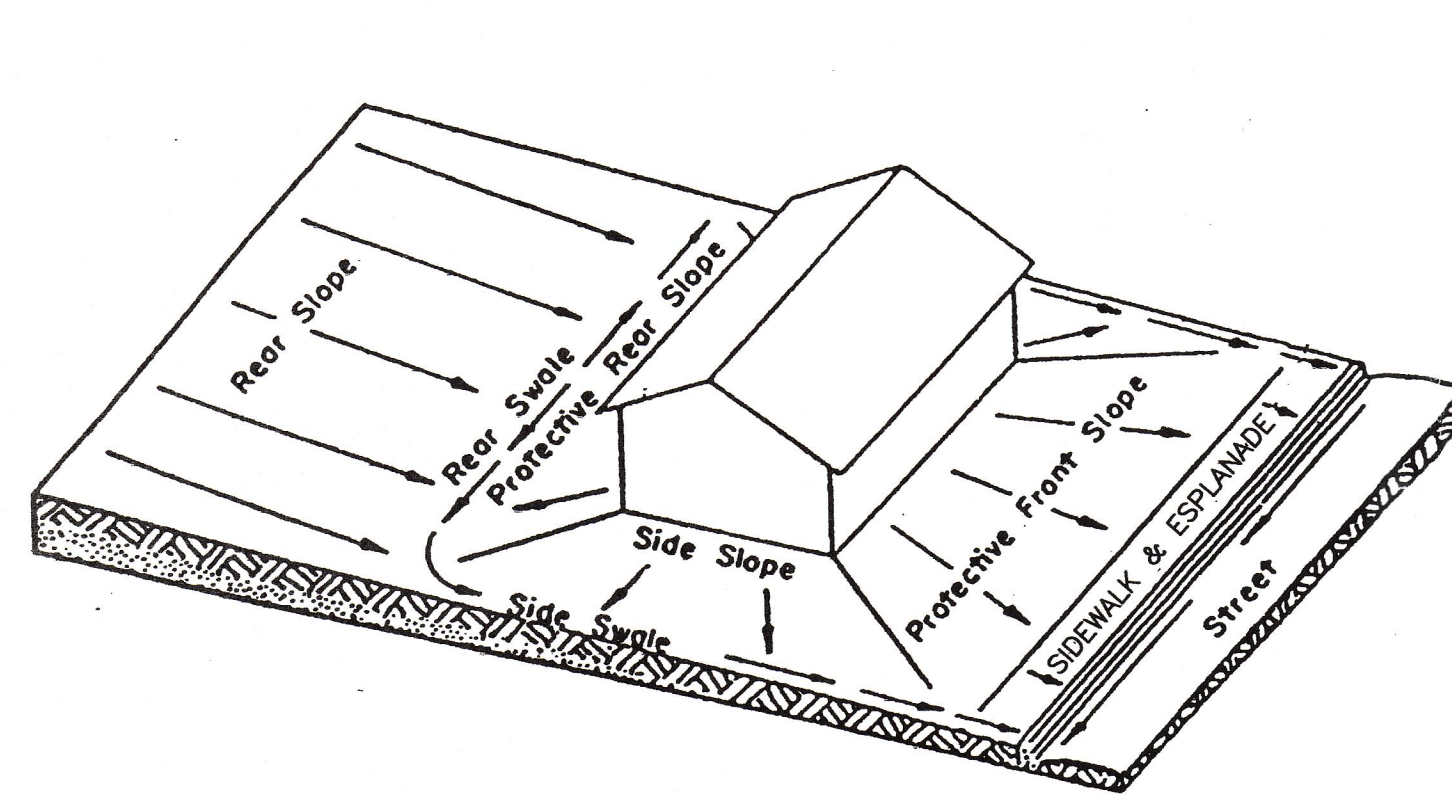 Rear Slope
Rear Swale
Protective Rear Slope
Side Slope
Side Swale
Protective Front Slope
SIDEWALK & ESPLANADE
Street